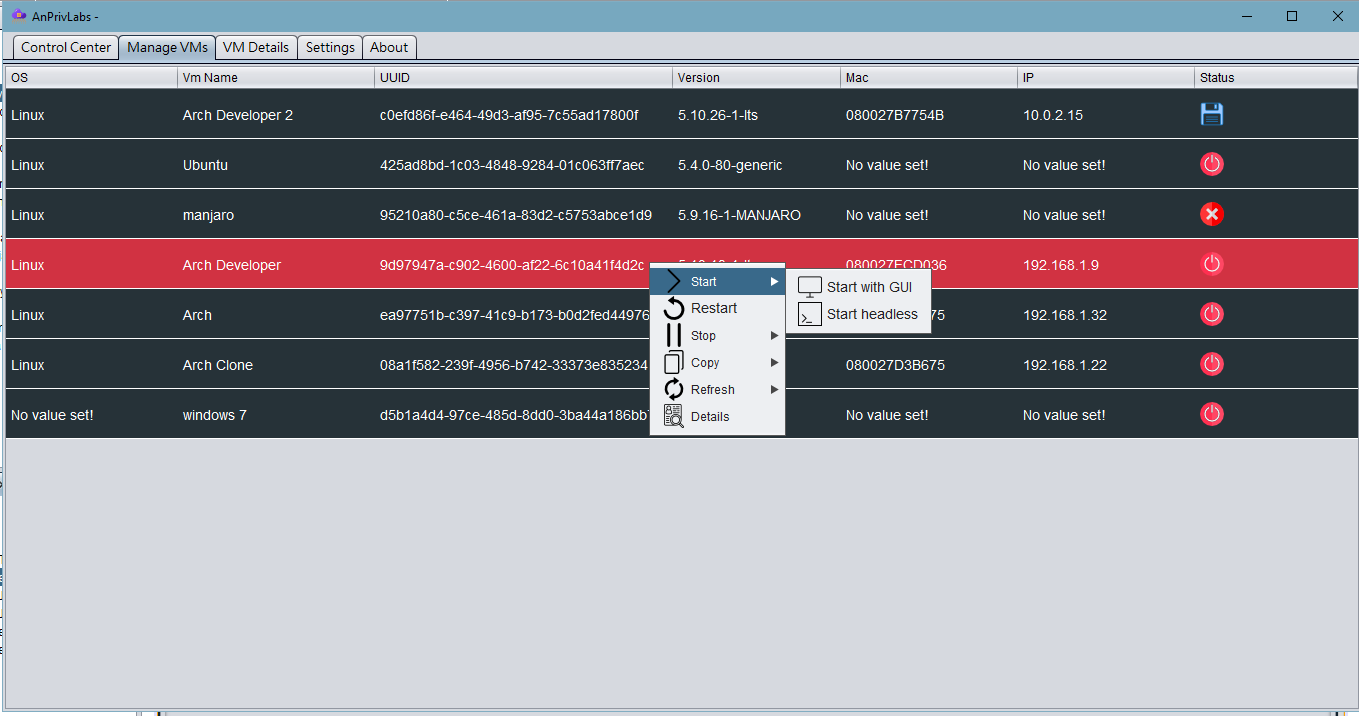 AnPrivLabs -
Control Center Manage VMs VM Details Settings About
OS Vm Name UUID Version Mac IP Status
Linux Arch Developer 2 c0efd86f-e464-49d3-af95-7c55ad17800f 5.10.26-1-lts 080027B7754B 10.0.2.15
Linux Ubuntu 425ad8bd-1c03-4848-9284-01c063ff7aec 5.4.0-80-generic No value set! No value set!
Linux manjaro 95210a80-c5ce-461a-83d2-c5753abce1d9 5.9.16-1-MANJARO No value set! No value set!
Linux Arch Developer 9d97947a-c902-4600-af22-6c10a41f4d2c 080027ECD036 192.168.1.9
Linux Arch ea97751b-c397-41c9-b173-b0d2fed44976 75 192.168.1.32
Linux Arch Clone 08a1f582-239f-4956-b742-33373e835234 080027D3B675 192.168.1.22
No value set! windows 7 d5b1a4d4-97ce-485d-8dd0-3ba44a186bb No value set! No value set!
Start
Restart
Stop
Copy
Refresh
Details
Start with GUI
Start headless